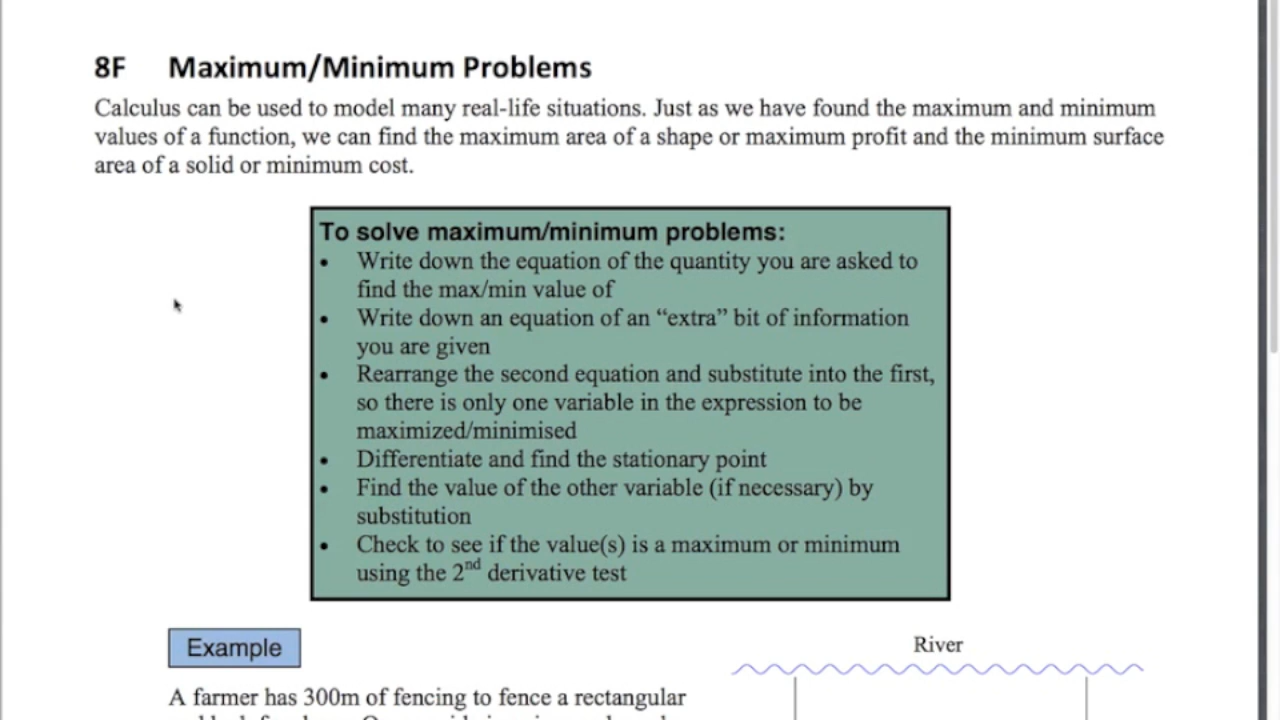 8F Maximum/Minimum Problems
Calculus can be used to model many real-life situations. Just as we have found the maximum and minimum
values of a function, we can find the maximum area of a shape or maximum profit and the minimum surface
area of a solid or minimum cost.
To solve maximum/minimum problems:
• Write down the equation of the quantity you are asked to
find the max/min value of
• Write down an equation of an “extra” bit of information
you are given
• Rearrange the second equation and substitute into the first,
so there is only one variable in the expression to be
maximized/minimised
• Differentiate and find the stationary point
• Find the value of the other variable (if necessary) by
substitution
• Check to see if the value(s) is a maximum or minimum
using the 2nd derivative test
Example
River
A farmer has 300m of fencing to fence a rectangular